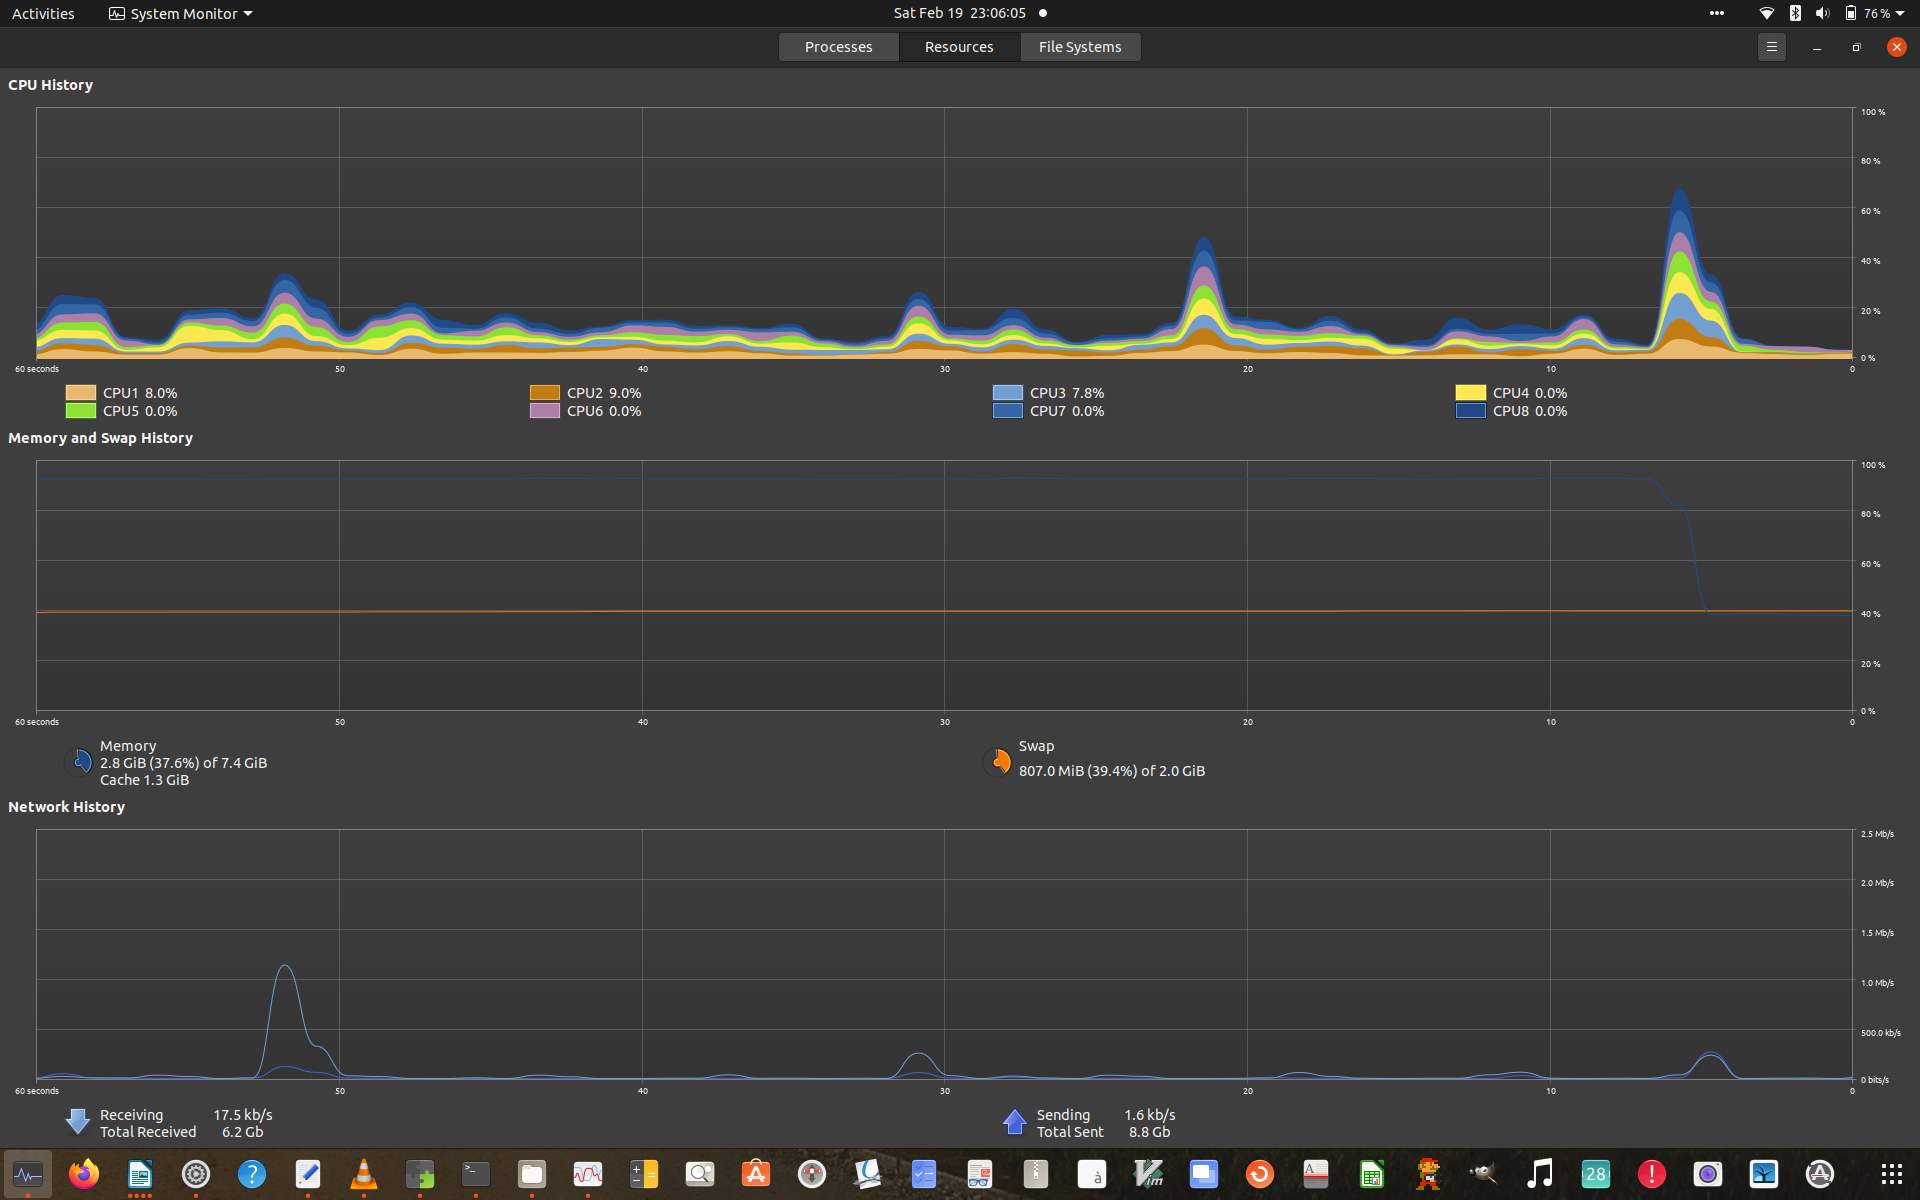 Activities System Monitor Sat Feb 19 23:06:05 76 %
Processes Resources File Systems
CPU History
100 %
80 %
60 %
40 %
20 %
0 %
60 seconds 50 40 30 20 10 0
CPU1 8.0% CPU2 9.0% CPU3 7.8% CPU4 0.0%
CPU5 0.0% CPU6 0.0% CPU7 0.0% CPU8 0.0%
Memory and Swap History
100 %
80 %
60 %
40 %
20 %
0 %
60 seconds 50 40 30 20 10 0
Memory
2.8 GiB (37.6%) of 7.4 GiB
Cache 1.3 GiB
Swap
807.0 MiB (39.4%) of 2.0 GiB
Network History
2.5 Mb/s
2.0 Mb/s
1.5 Mb/s
1.0 Mb/s
500.0 kb/s
0 bits/s
60 seconds 50 40 30 20 10 0
Receiving 17.5 kb/s
Total Received 6.2 Gb
Sending 1.6 kb/s
Total Sent 8.8 Gb
? >_ à Vim A 28 !